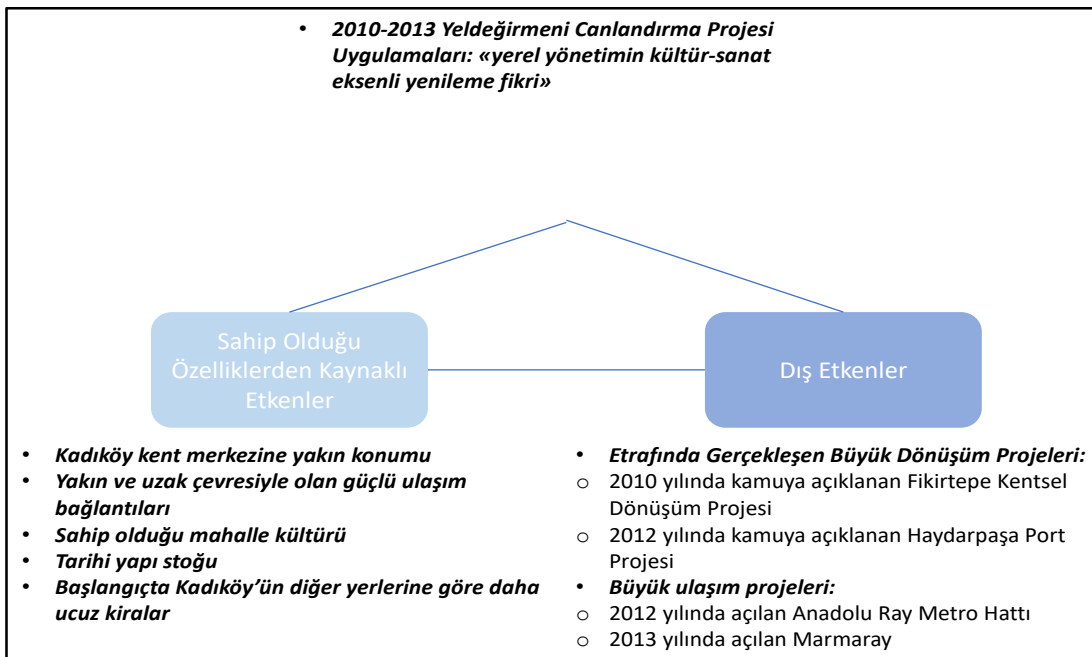 • 2010-2013 Yeldeğirmeni Canlandırma Projesi
Uygulamaları: «yerel yönetimin kültür-sanat
eksenli yenileme fikri»
Sahip Olduğu
Özelliklerden Kaynaklı
Etkenler
Dış Etkenler
• Kadıköy kent merkezine yakın konumu
• Yakın ve uzak çevresiyle olan güçlü ulaşım
bağlantıları
• Sahip olduğu mahalle kültürü
• Tarihi yapı stoğu
• Başlangıçta Kadıköy’ün diğer yerlerine göre daha
ucuz kiralar
• Etrafında Gerçekleşen Büyük Dönüşüm Projeleri:
o 2010 yılında kamuya açıklanan Fikirtepe Kentsel
Dönüşüm Projesi
o 2012 yılında kamuya açıklanan Haydarpaşa Port
Projesi
• Büyük ulaşım projeleri:
o 2012 yılında açılan Anadolu Ray Metro Hattı
o 2013 yılında açılan Marmaray